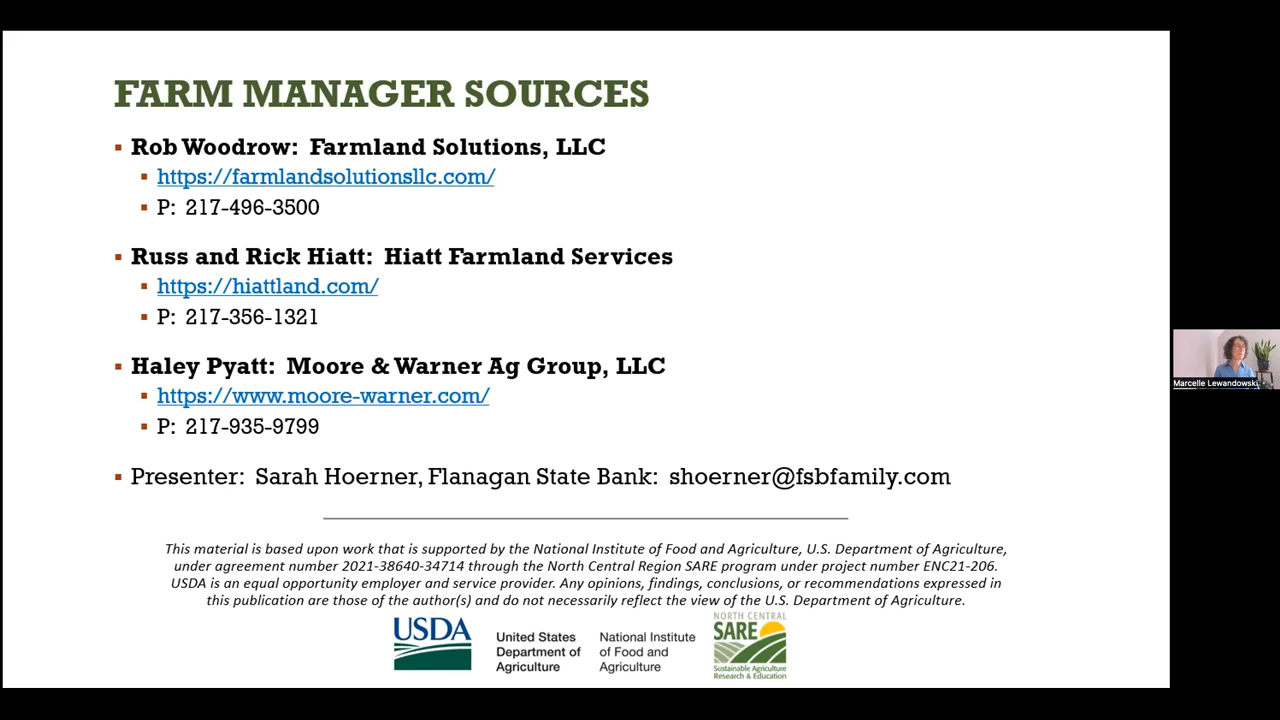 FARM MANAGER SOURCES
Rob Woodrow: Farmland Solutions, LLC
https://farmlandsolutionsllc.com/
P: 217-496-3500
Russ and Rick Hiatt: Hiatt Farmland Services
https://hiattland.com/
P: 217-356-1321
Haley Pyatt: Moore & Warner Ag Group, LLC
https://www.moore-warner.com/
P: 217-935-9799
Presenter: Sarah Hoerner, Flanagan State Bank: shoerner@fsbfamily.com
This material is based upon work that is supported by the National Institute of Food and Agriculture, U.S. Department of Agriculture,
under agreement number 2021-38640-34714 through the North Central Region SARE program under project number ENC21-206.
USDA is an equal opportunity employer and service provider. Any opinions, findings, conclusions, or recommendations expressed in
this publication are those of the author(s) and do not necessarily reflect the view of the U.S. Department of Agriculture.
USDA
United States
Department of
Agriculture
National Institute
of Food and
Agriculture
NORTH CENTRAL
SARE
Sustainable Agriculture
Research & Education
Marcelle Lewandowski